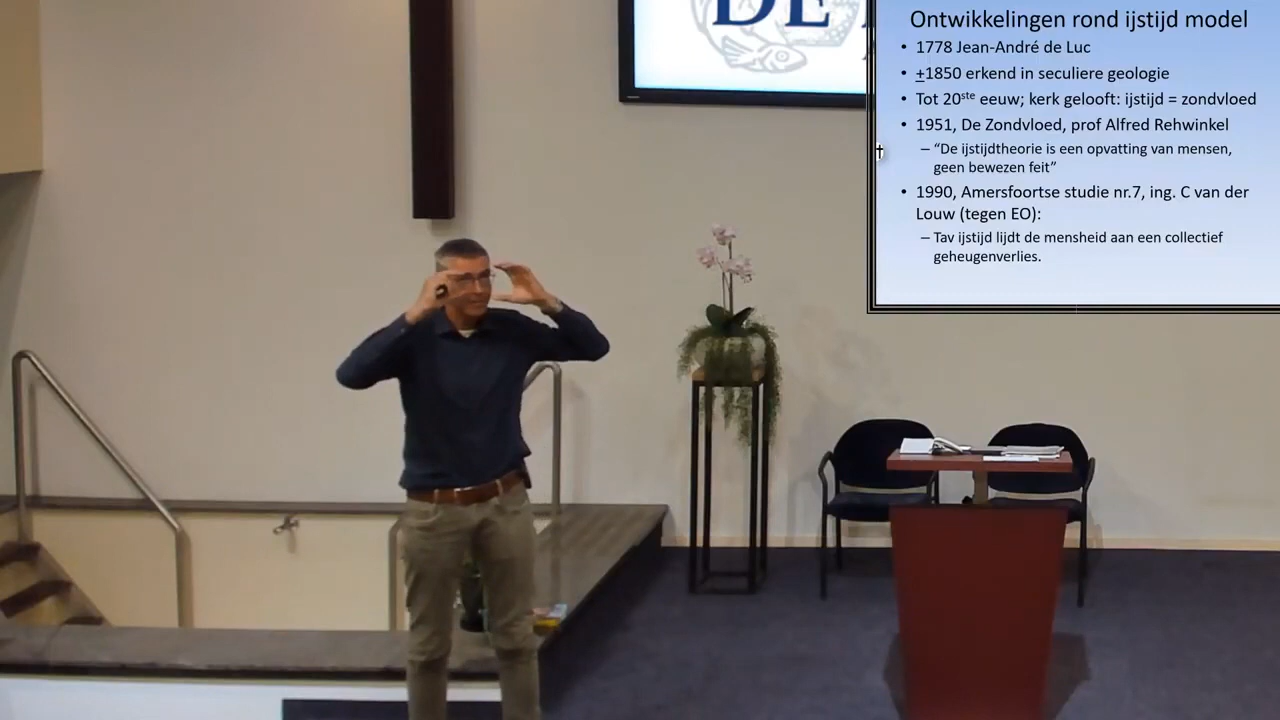 DE
Ontwikkelingen rond ijstijd model
• 1778 Jean-André de Luc
• +1850 erkend in seculiere geologie
• Tot 20ste eeuw; kerk gelooft: ijstijd = zondvloed
• 1951, De Zondvloed, prof Alfred Rehwinkel
– “De ijstijdtheorie is een opvatting van mensen,
geen bewezen feit”
• 1990, Amersfoortse studie nr.7, ing. C van der
Louw (tegen EO):
– Tav ijstijd lijdt de mensheid aan een collectief
geheugenverlies.